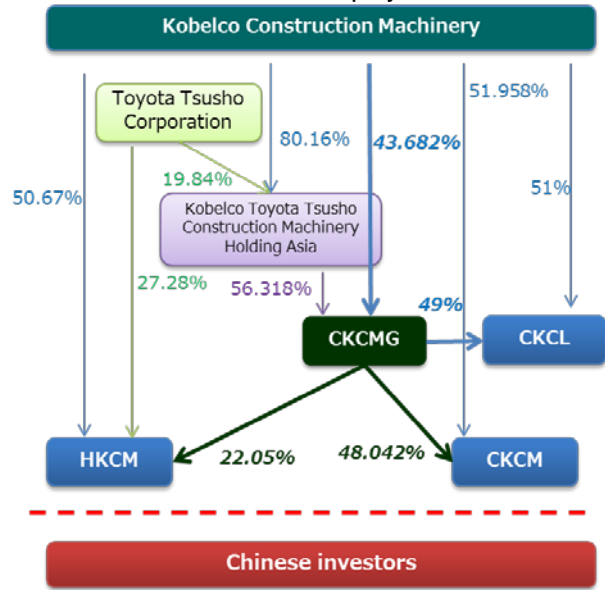 Kobelco Construction Machinery
Toyota Tsusho
Corporation
51.958%
80.16%
43.682%
50.67%
19.84%
51%
Kobelco Toyota Tsusho
Construction Machinery
Holding Asia
27.28%
56.318%
49%
CKCMG
CKCL
HKCM
22.05%
48.042%
CKCM
Chinese investors